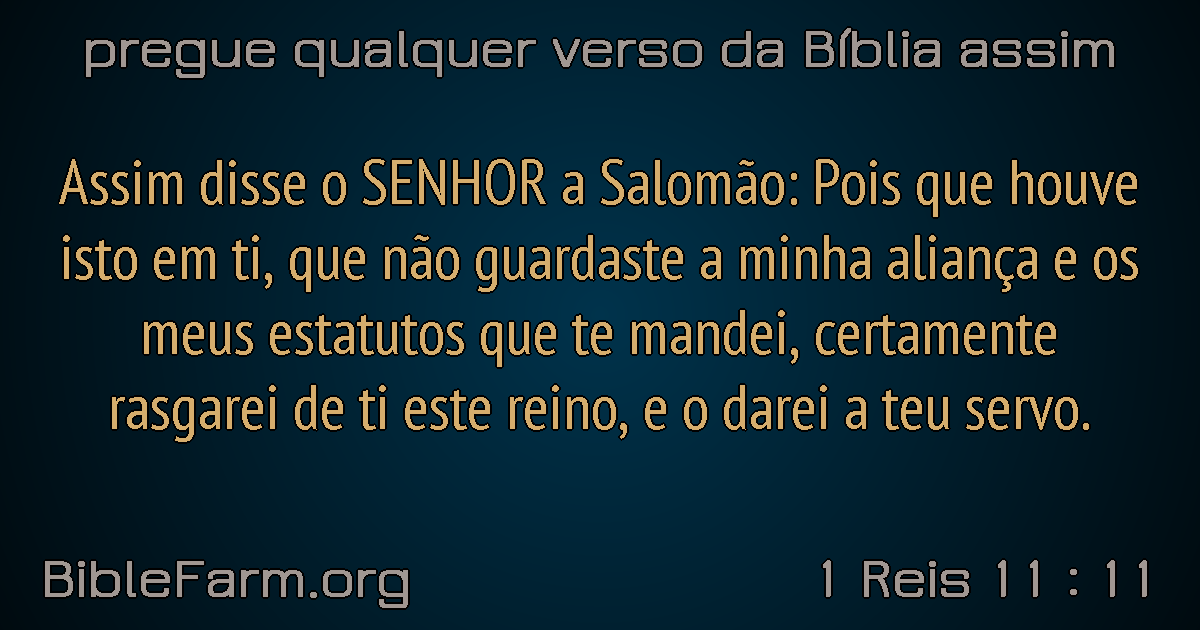 pregue qualquer verso da Bíblia assim
Assim disse o SENHOR a Salomão: Pois que houve
isto em ti, que não guardaste a minha aliança e os
meus estatutos que te mandei, certamente
rasgarei de ti este reino, e o darei a teu servo.
BibleFarm.org
1 Reis 11 : 11